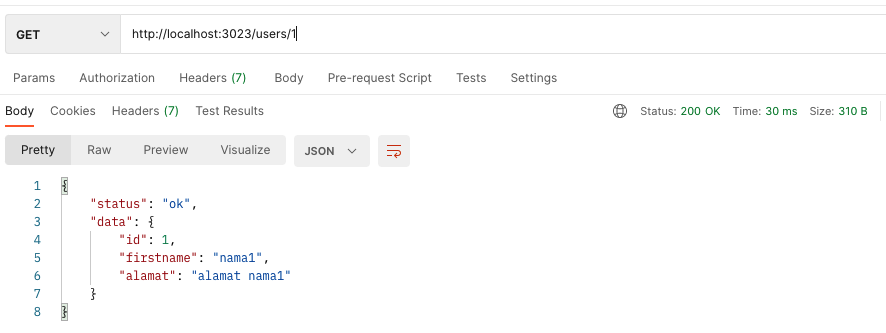 GET http://localhost:3023/users/1
Params Authorization Headers (7) Body Pre-request Script Tests Settings
Body Cookies Headers (7) Test Results Status: 200 OK Time: 30 ms Size: 310 B
Pretty Raw Preview Visualize JSON
1 {
2 "status": "ok",
3 "data": {
4 "id": 1,
5 "firstname": "nama1",
6 "alamat": "alamat nama1"
7 }
8 }